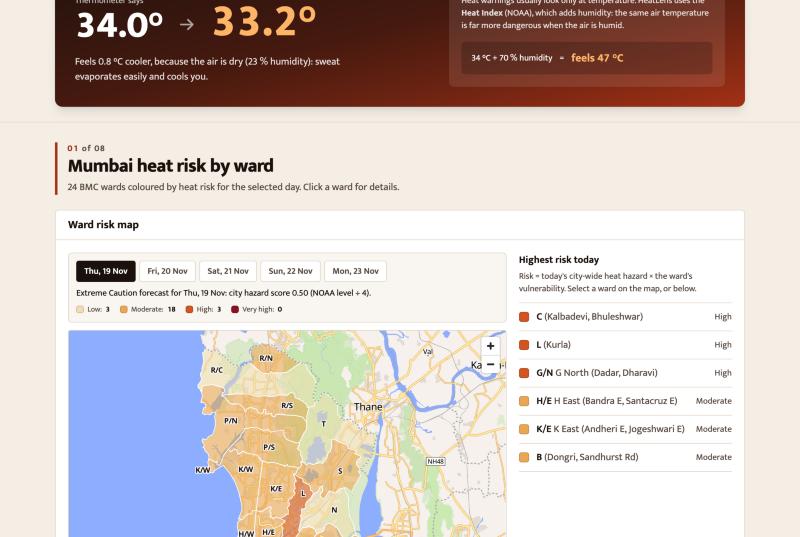 Thermometer says
34.0° → 33.2°
Feels 0.8 °C cooler, because the air is dry (23 % humidity): sweat
evaporates easily and cools you.
Heat warnings usually look only at temperature. HeatLens uses the
Heat Index (NOAA), which adds humidity: the same air temperature
is far more dangerous when the air is humid.
34 °C + 70 % humidity = feels 47 °C
01 of 08
Mumbai heat risk by ward
24 BMC wards coloured by heat risk for the selected day. Click a ward for details.
Ward risk map
Thu, 19 Nov
Fri, 20 Nov
Sat, 21 Nov
Sun, 22 Nov
Mon, 23 Nov
Extreme Caution forecast for Thu, 19 Nov: city hazard score 0.50 (NOAA level ÷ 4).
Low: 3 Moderate: 18 High: 3 Very high: 0
+
−
Val
Ka
R/N
R/C
R/S
Thane
P/N
T
P/S
NH48
K/W
K/W
S
K/E
L
N
H/W
H/E
Highest risk today
Risk = today's city-wide heat hazard × the ward's
vulnerability. Select a ward on the map, or below.
C (Kalbadevi, Bhuleshwar) High
L (Kurla) High
G/N G North (Dadar, Dharavi) High
H/E H East (Bandra E, Santacruz E) Moderate
K/E K East (Andheri E, Jogeshwari E) Moderate
B (Dongri, Sandhurst Rd) Moderate